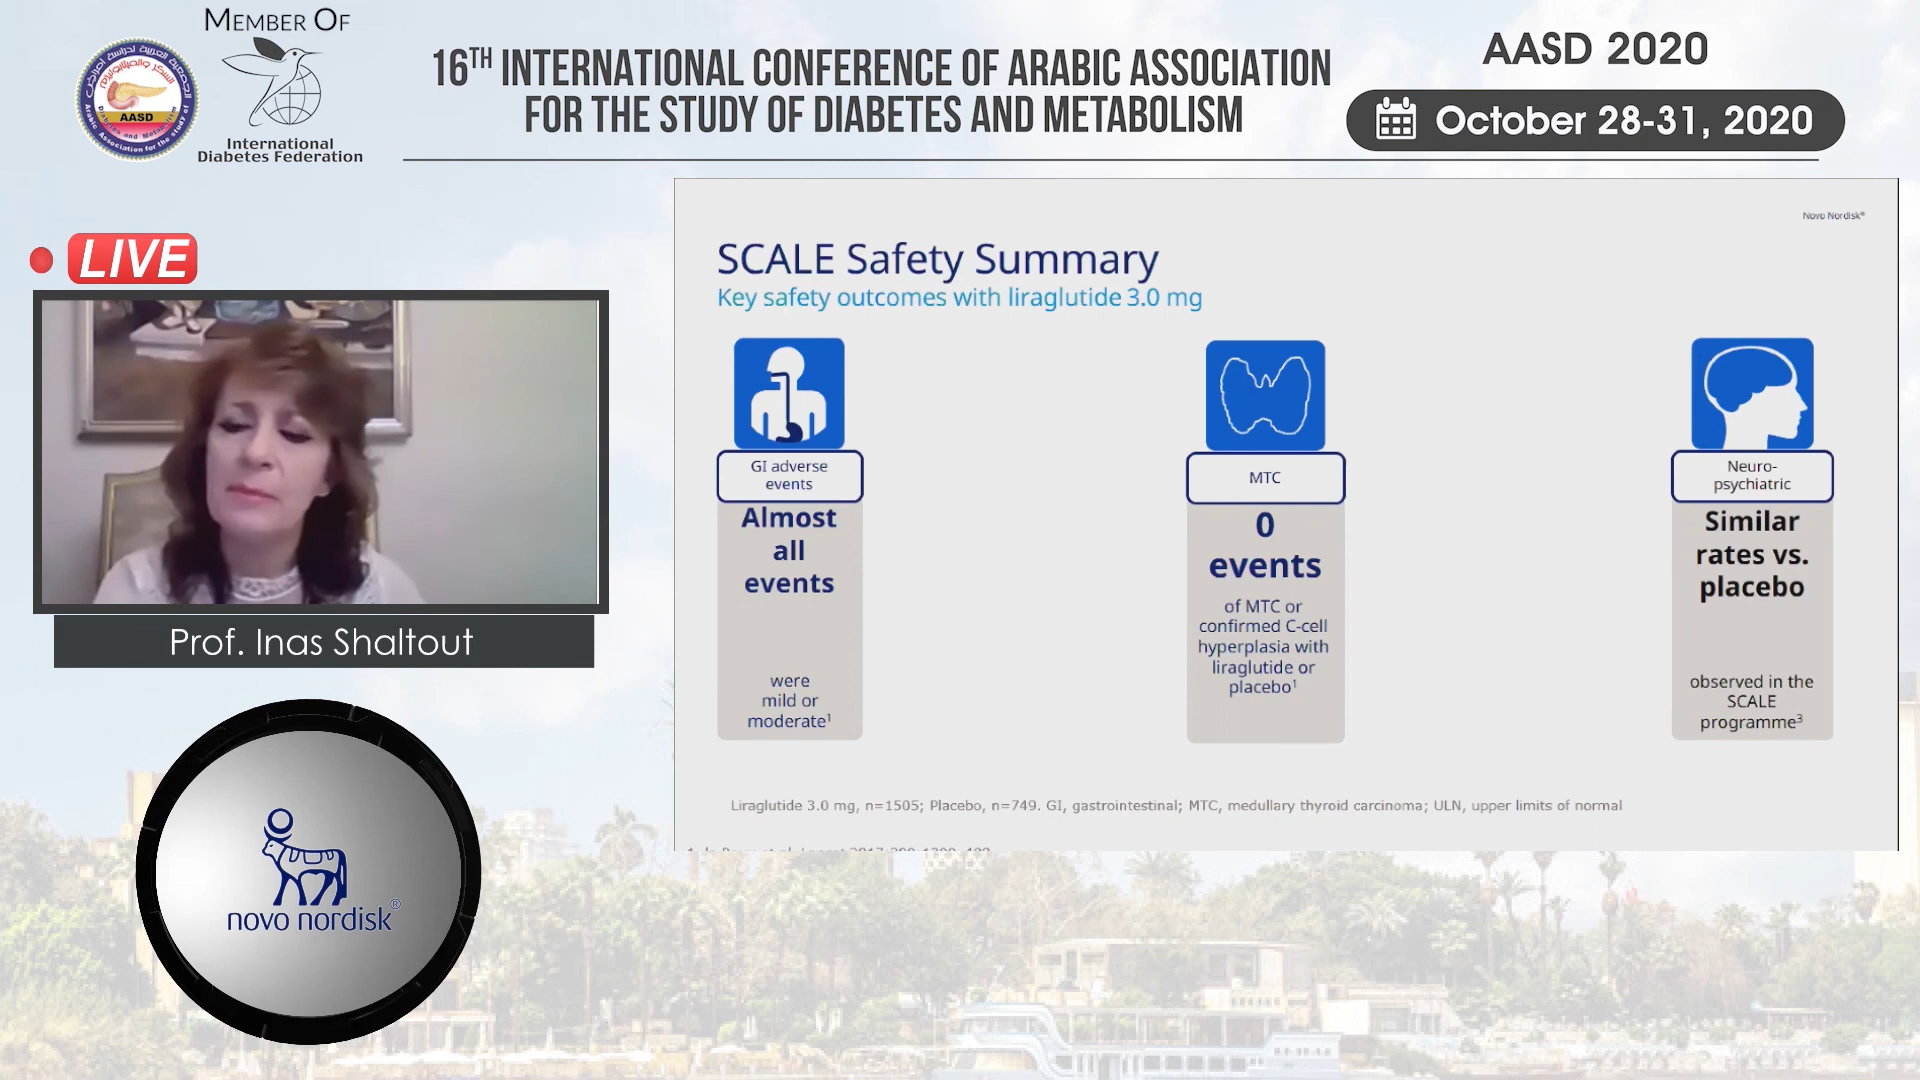 MEMBER OF
AASD
International
Diabetes Federation
16TH INTERNATIONAL CONFERENCE OF ARABIC ASSOCIATION
FOR THE STUDY OF DIABETES AND METABOLISM
AASD 2020
October 28-31, 2020
LIVE
Prof. Inas Shaltout
novo nordisk®
Novo Nordisk®
SCALE Safety Summary
Key safety outcomes with liraglutide 3.0 mg
GI adverse
events
Almost
all
events
were
mild or
moderate¹
MTC
0
events
of MTC or
confirmed C-cell
hyperplasia with
liraglutide or
placebo¹
Neuro-
psychiatric
Similar
rates vs.
placebo
observed in the
SCALE
programme³
Liraglutide 3.0 mg, n=1505; Placebo, n=749. GI, gastrointestinal; MTC, medullary thyroid carcinoma; ULN, upper limits of normal